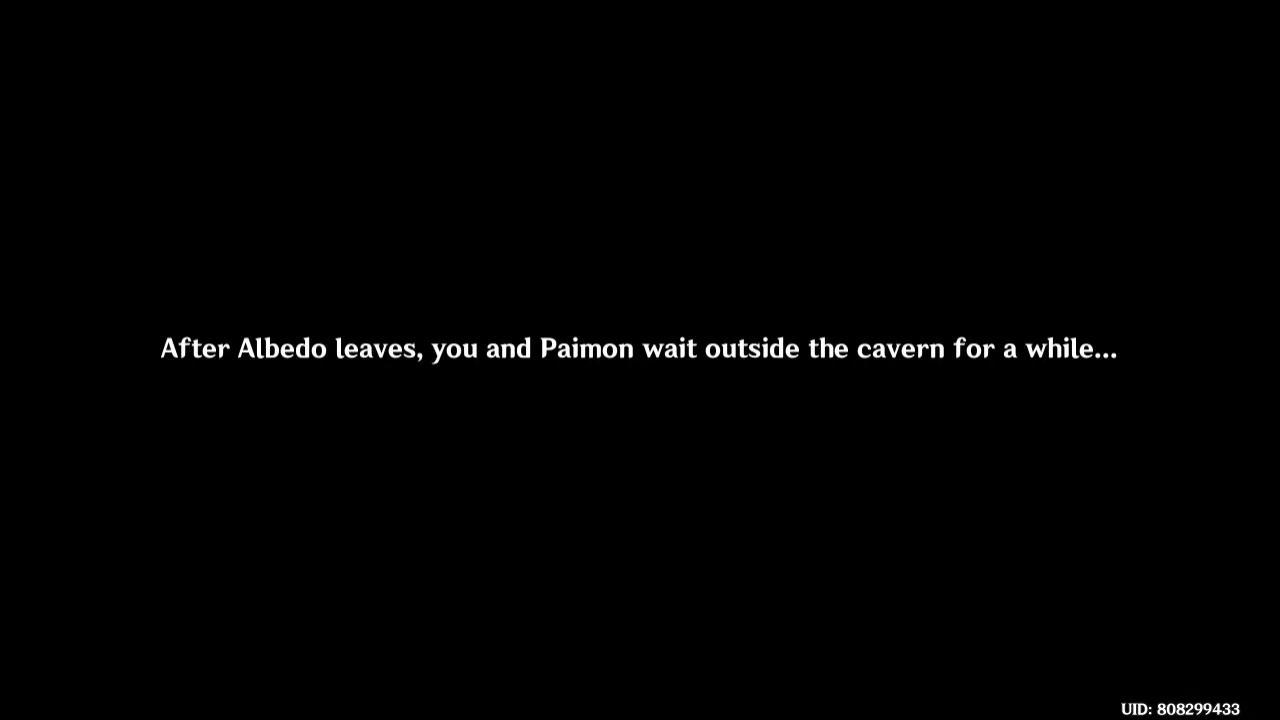 After Albedo leaves, you and Paimon wait outside the cavern for a while...
UID: 808299433